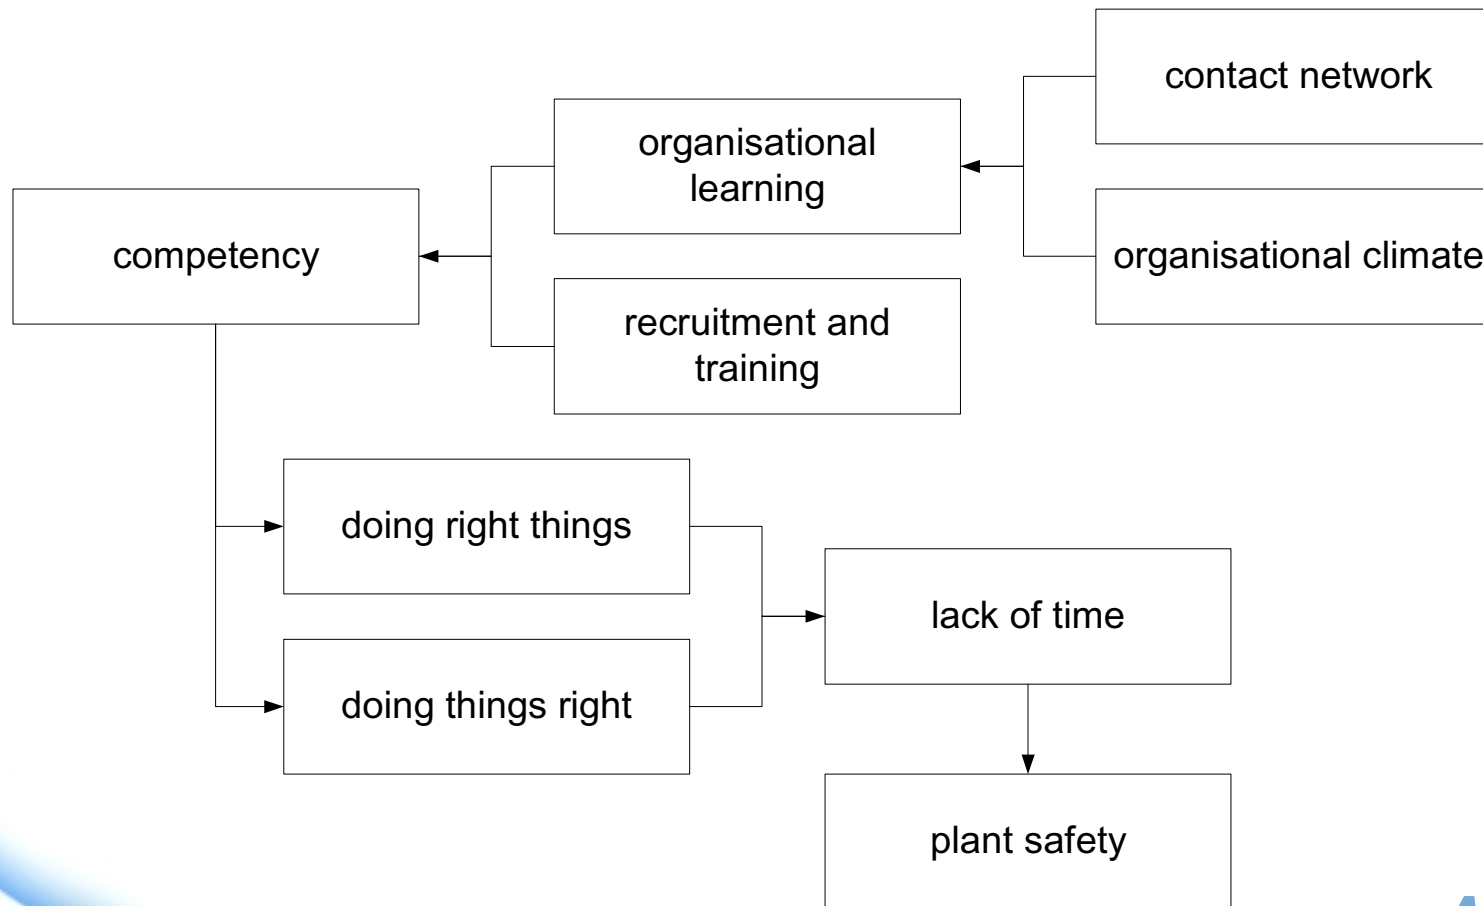 contact network
organisational
learning
competency
organisational climate
recruitment and
training
doing right things
lack of time
doing things right
plant safety